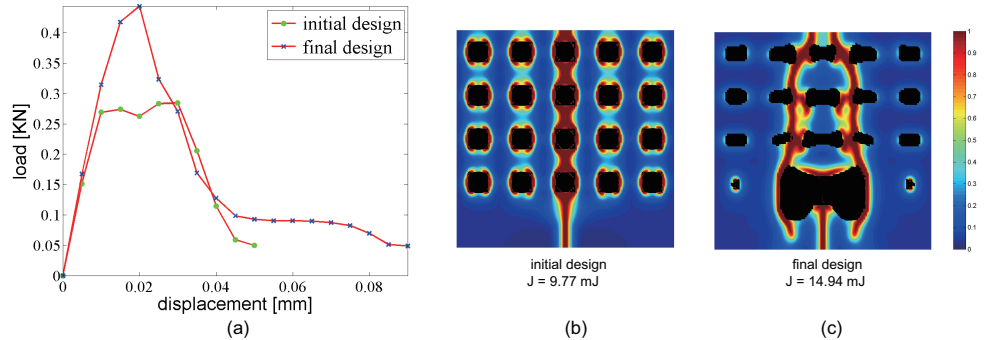 0.4
0.35
0.3
0.25
0.2
0.15
0.1
0.05
0
load [KN]
initial design
final design
0 0.02 0.04 0.06 0.08
displacement [mm]
(a)
initial design
J = 9.77 mJ
(b)
final design
J = 14.94 mJ
(c)
1
0.9
0.8
0.7
0.6
0.5
0.4
0.3
0.2
0.1
0